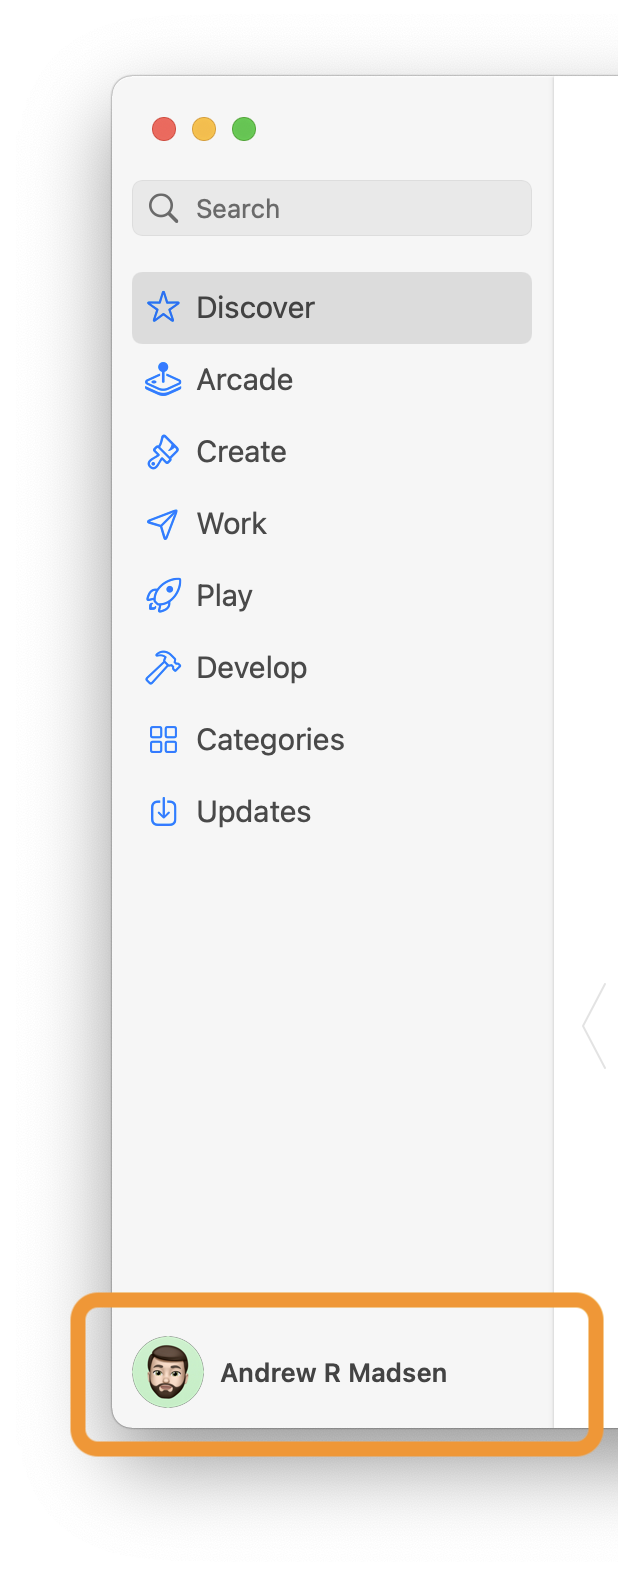 Search
Discover
Arcade
Create
Work
Play
Develop
Categories
Updates
Andrew R Madsen